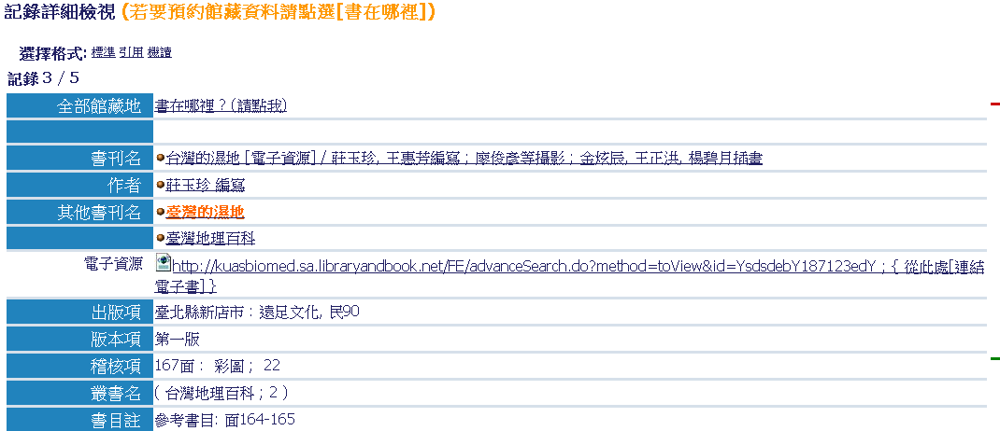 記錄詳細檢視 (若要預約館藏資料請點選[書在哪裡])
選擇格式: 標準 引用 機讀
記錄 3 / 5
全部館藏地 書在哪裡？(請點我)
書刊名 台灣的濕地 [電子資源] / 莊玉珍, 王惠芳編寫 ; 廖俊彥等攝影 ; 金炫辰, 王正洪, 楊碧月插畫
作者 莊玉珍 編寫
其他書刊名 臺灣的濕地
臺灣地理百科
電子資源 http://kuasbiomed.sa.libraryandbook.net/FE/advanceSearch.do?method=toView&id=YsdsdebY187123edY ; { 從此處[連結
電子書] }
出版項 臺北縣新店市 : 遠足文化, 民90
版本項 第一版
稽核項 167面 : 彩圖 ; 22
叢書名 ( 台灣地理百科 ; 2 )
書目註 參考書目: 面164-165